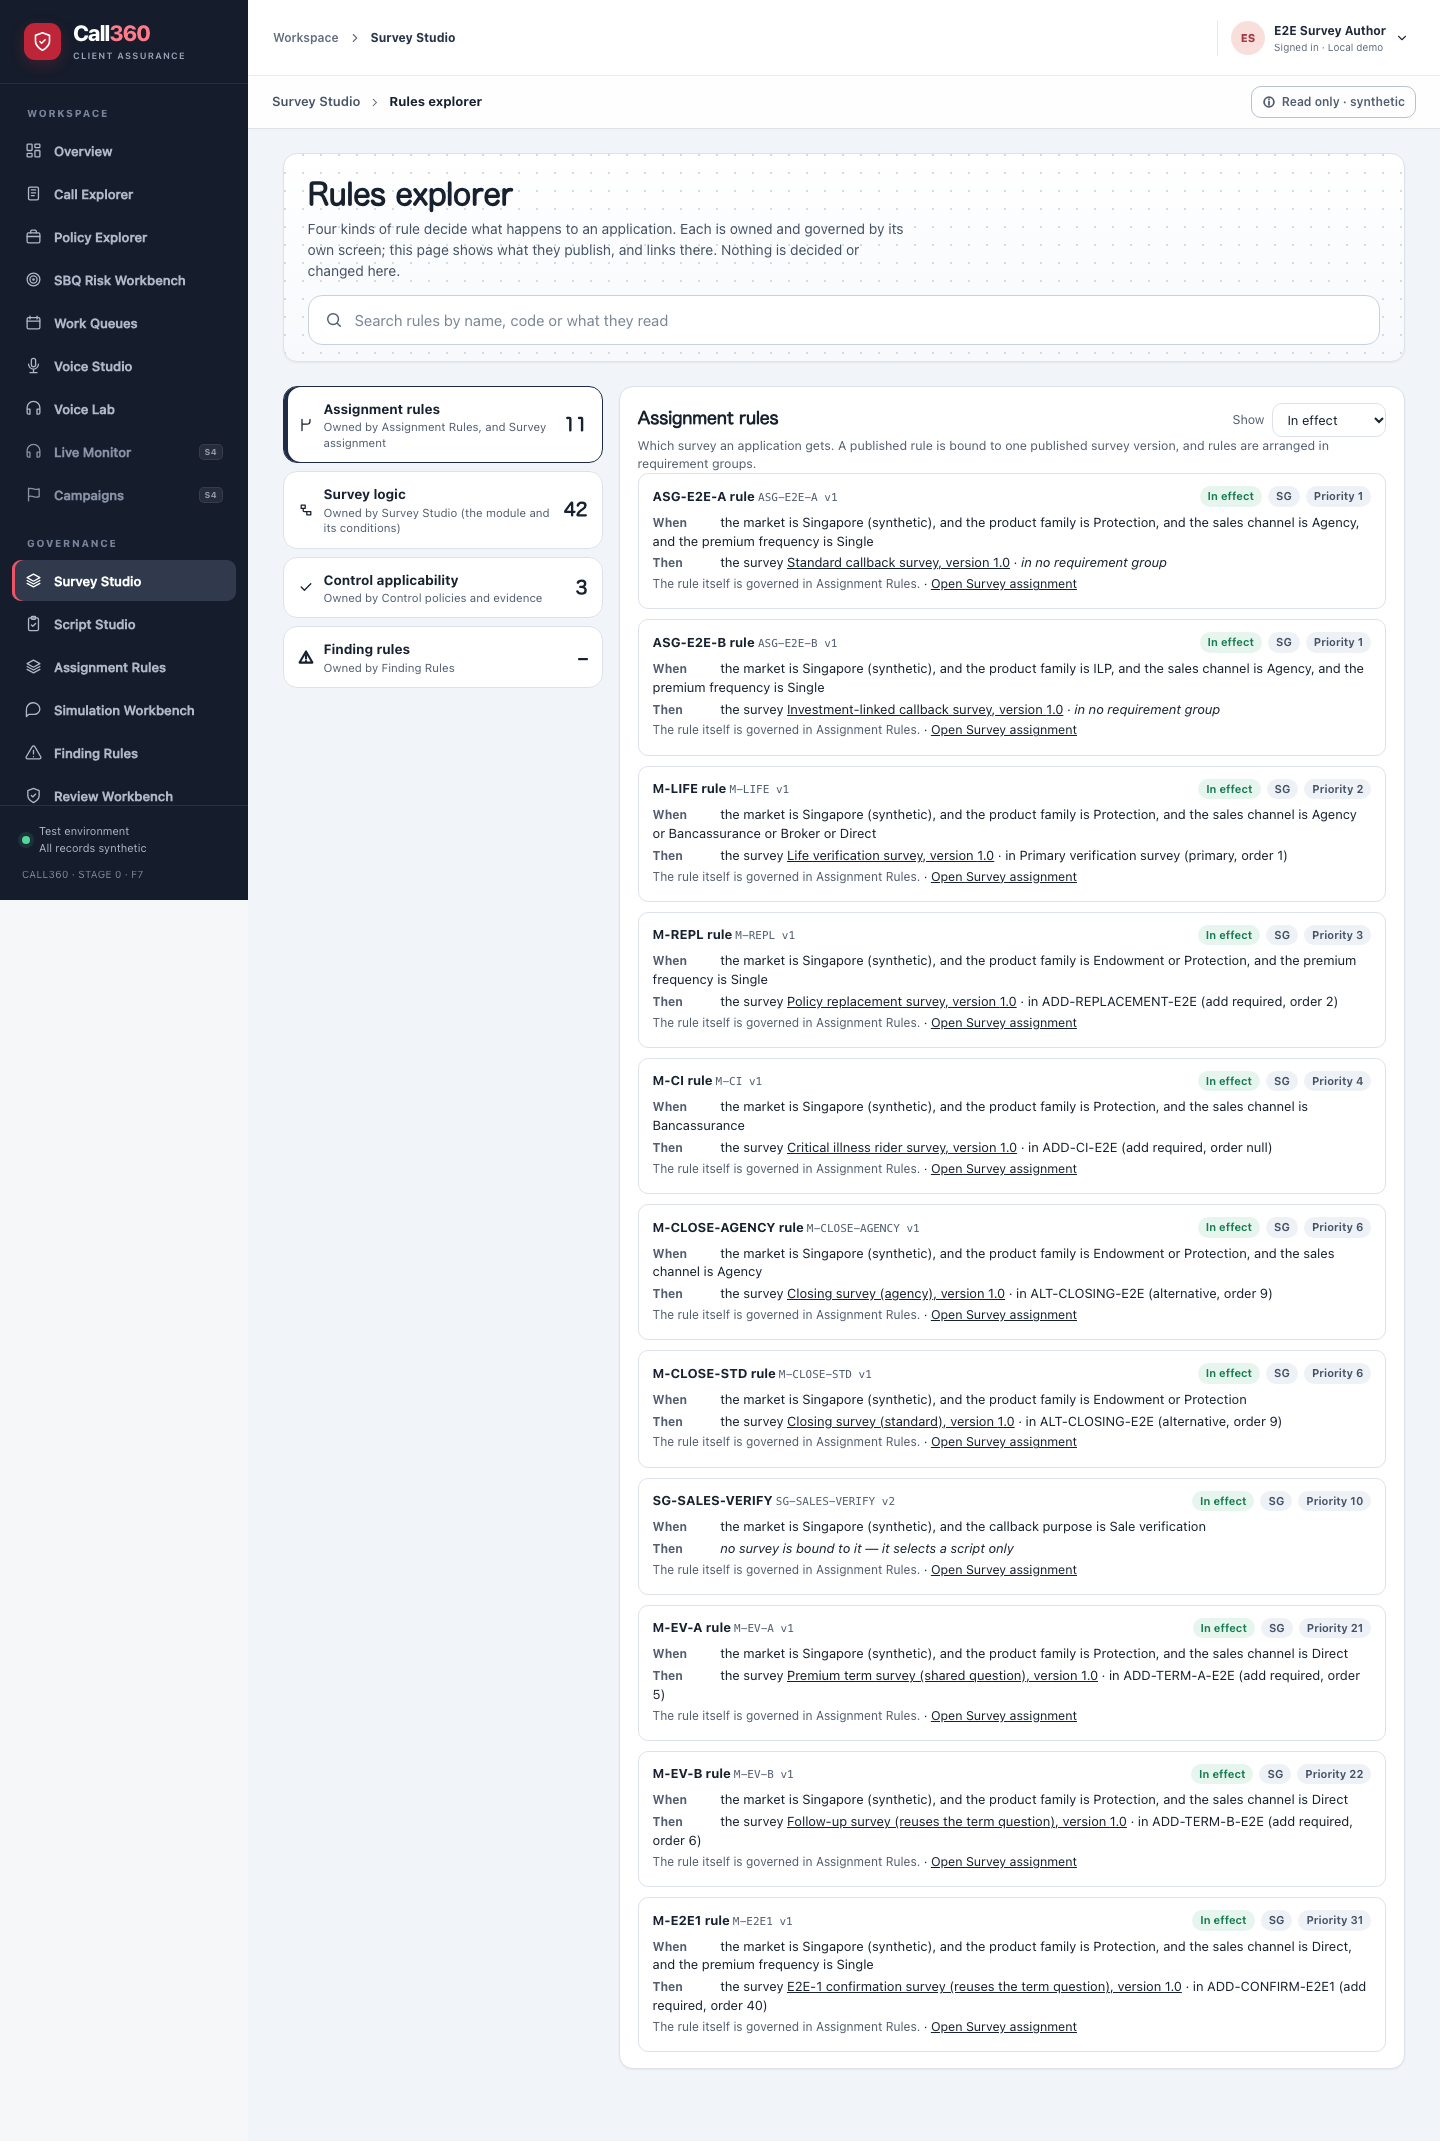 Call360
CLIENT ASSURANCE
WORKSPACE
Overview
Call Explorer
Policy Explorer
SBQ Risk Workbench
Work Queues
Voice Studio
Voice Lab
Live Monitor S4
Campaigns S4
GOVERNANCE
Survey Studio
Script Studio
Assignment Rules
Simulation Workbench
Finding Rules
Review Workbench
Test environment
All records synthetic
CALL360 · STAGE 0 · F7
Workspace > Survey Studio
ES
E2E Survey Author
Signed in · Local demo
Survey Studio > Rules explorer
Read only · synthetic
Rules explorer
Four kinds of rule decide what happens to an application. Each is owned and governed by its
own screen; this page shows what they publish, and links there. Nothing is decided or
changed here.
Search rules by name, code or what they read
Assignment rules
Owned by Assignment Rules, and Survey
assignment
11
Survey logic
Owned by Survey Studio (the module and
its conditions)
42
Control applicability
Owned by Control policies and evidence
3
Finding rules
Owned by Finding Rules
–
Assignment rules
Show In effect
Which survey an application gets. A published rule is bound to one published survey version, and rules are arranged in
requirement groups.
ASG-E2E-A rule ASG-E2E-A v1 In effect SG Priority 1
When the market is Singapore (synthetic), and the product family is Protection, and the sales channel is Agency,
and the premium frequency is Single
Then the survey Standard callback survey, version 1.0 · in no requirement group
The rule itself is governed in Assignment Rules. · Open Survey assignment
ASG-E2E-B rule ASG-E2E-B v1 In effect SG Priority 1
When the market is Singapore (synthetic), and the product family is ILP, and the sales channel is Agency, and the
premium frequency is Single
Then the survey Investment-linked callback survey, version 1.0 · in no requirement group
The rule itself is governed in Assignment Rules. · Open Survey assignment
M-LIFE rule M-LIFE v1 In effect SG Priority 2
When the market is Singapore (synthetic), and the product family is Protection, and the sales channel is Agency
or Bancassurance or Broker or Direct
Then the survey Life verification survey, version 1.0 · in Primary verification survey (primary, order 1)
The rule itself is governed in Assignment Rules. · Open Survey assignment
M-REPL rule M-REPL v1 In effect SG Priority 3
When the market is Singapore (synthetic), and the product family is Endowment or Protection, and the premium
frequency is Single
Then the survey Policy replacement survey, version 1.0 · in ADD-REPLACEMENT-E2E (add required, order 2)
The rule itself is governed in Assignment Rules. · Open Survey assignment
M-CI rule M-CI v1 In effect SG Priority 4
When the market is Singapore (synthetic), and the product family is Protection, and the sales channel is
Bancassurance
Then the survey Critical illness rider survey, version 1.0 · in ADD-CI-E2E (add required, order null)
The rule itself is governed in Assignment Rules. · Open Survey assignment
M-CLOSE-AGENCY rule M-CLOSE-AGENCY v1 In effect SG Priority 6
When the market is Singapore (synthetic), and the product family is Endowment or Protection, and the sales
channel is Agency
Then the survey Closing survey (agency), version 1.0 · in ALT-CLOSING-E2E (alternative, order 9)
The rule itself is governed in Assignment Rules. · Open Survey assignment
M-CLOSE-STD rule M-CLOSE-STD v1 In effect SG Priority 6
When the market is Singapore (synthetic), and the product family is Endowment or Protection
Then the survey Closing survey (standard), version 1.0 · in ALT-CLOSING-E2E (alternative, order 9)
The rule itself is governed in Assignment Rules. · Open Survey assignment
SG-SALES-VERIFY SG-SALES-VERIFY v2 In effect SG Priority 10
When the market is Singapore (synthetic), and the callback purpose is Sale verification
Then no survey is bound to it — it selects a script only
The rule itself is governed in Assignment Rules. · Open Survey assignment
M-EV-A rule M-EV-A v1 In effect SG Priority 21
When the market is Singapore (synthetic), and the product family is Protection, and the sales channel is Direct
Then the survey Premium term survey (shared question), version 1.0 · in ADD-TERM-A-E2E (add required, order
5)
The rule itself is governed in Assignment Rules. · Open Survey assignment
M-EV-B rule M-EV-B v1 In effect SG Priority 22
When the market is Singapore (synthetic), and the product family is Protection, and the sales channel is Direct
Then the survey Follow-up survey (reuses the term question), version 1.0 · in ADD-TERM-B-E2E (add required,
order 6)
The rule itself is governed in Assignment Rules. · Open Survey assignment
M-E2E1 rule M-E2E1 v1 In effect SG Priority 31
When the market is Singapore (synthetic), and the product family is Protection, and the sales channel is Direct,
and the premium frequency is Single
Then the survey E2E-1 confirmation survey (reuses the term question), version 1.0 · in ADD-CONFIRM-E2E1 (add
required, order 40)
The rule itself is governed in Assignment Rules. · Open Survey assignment